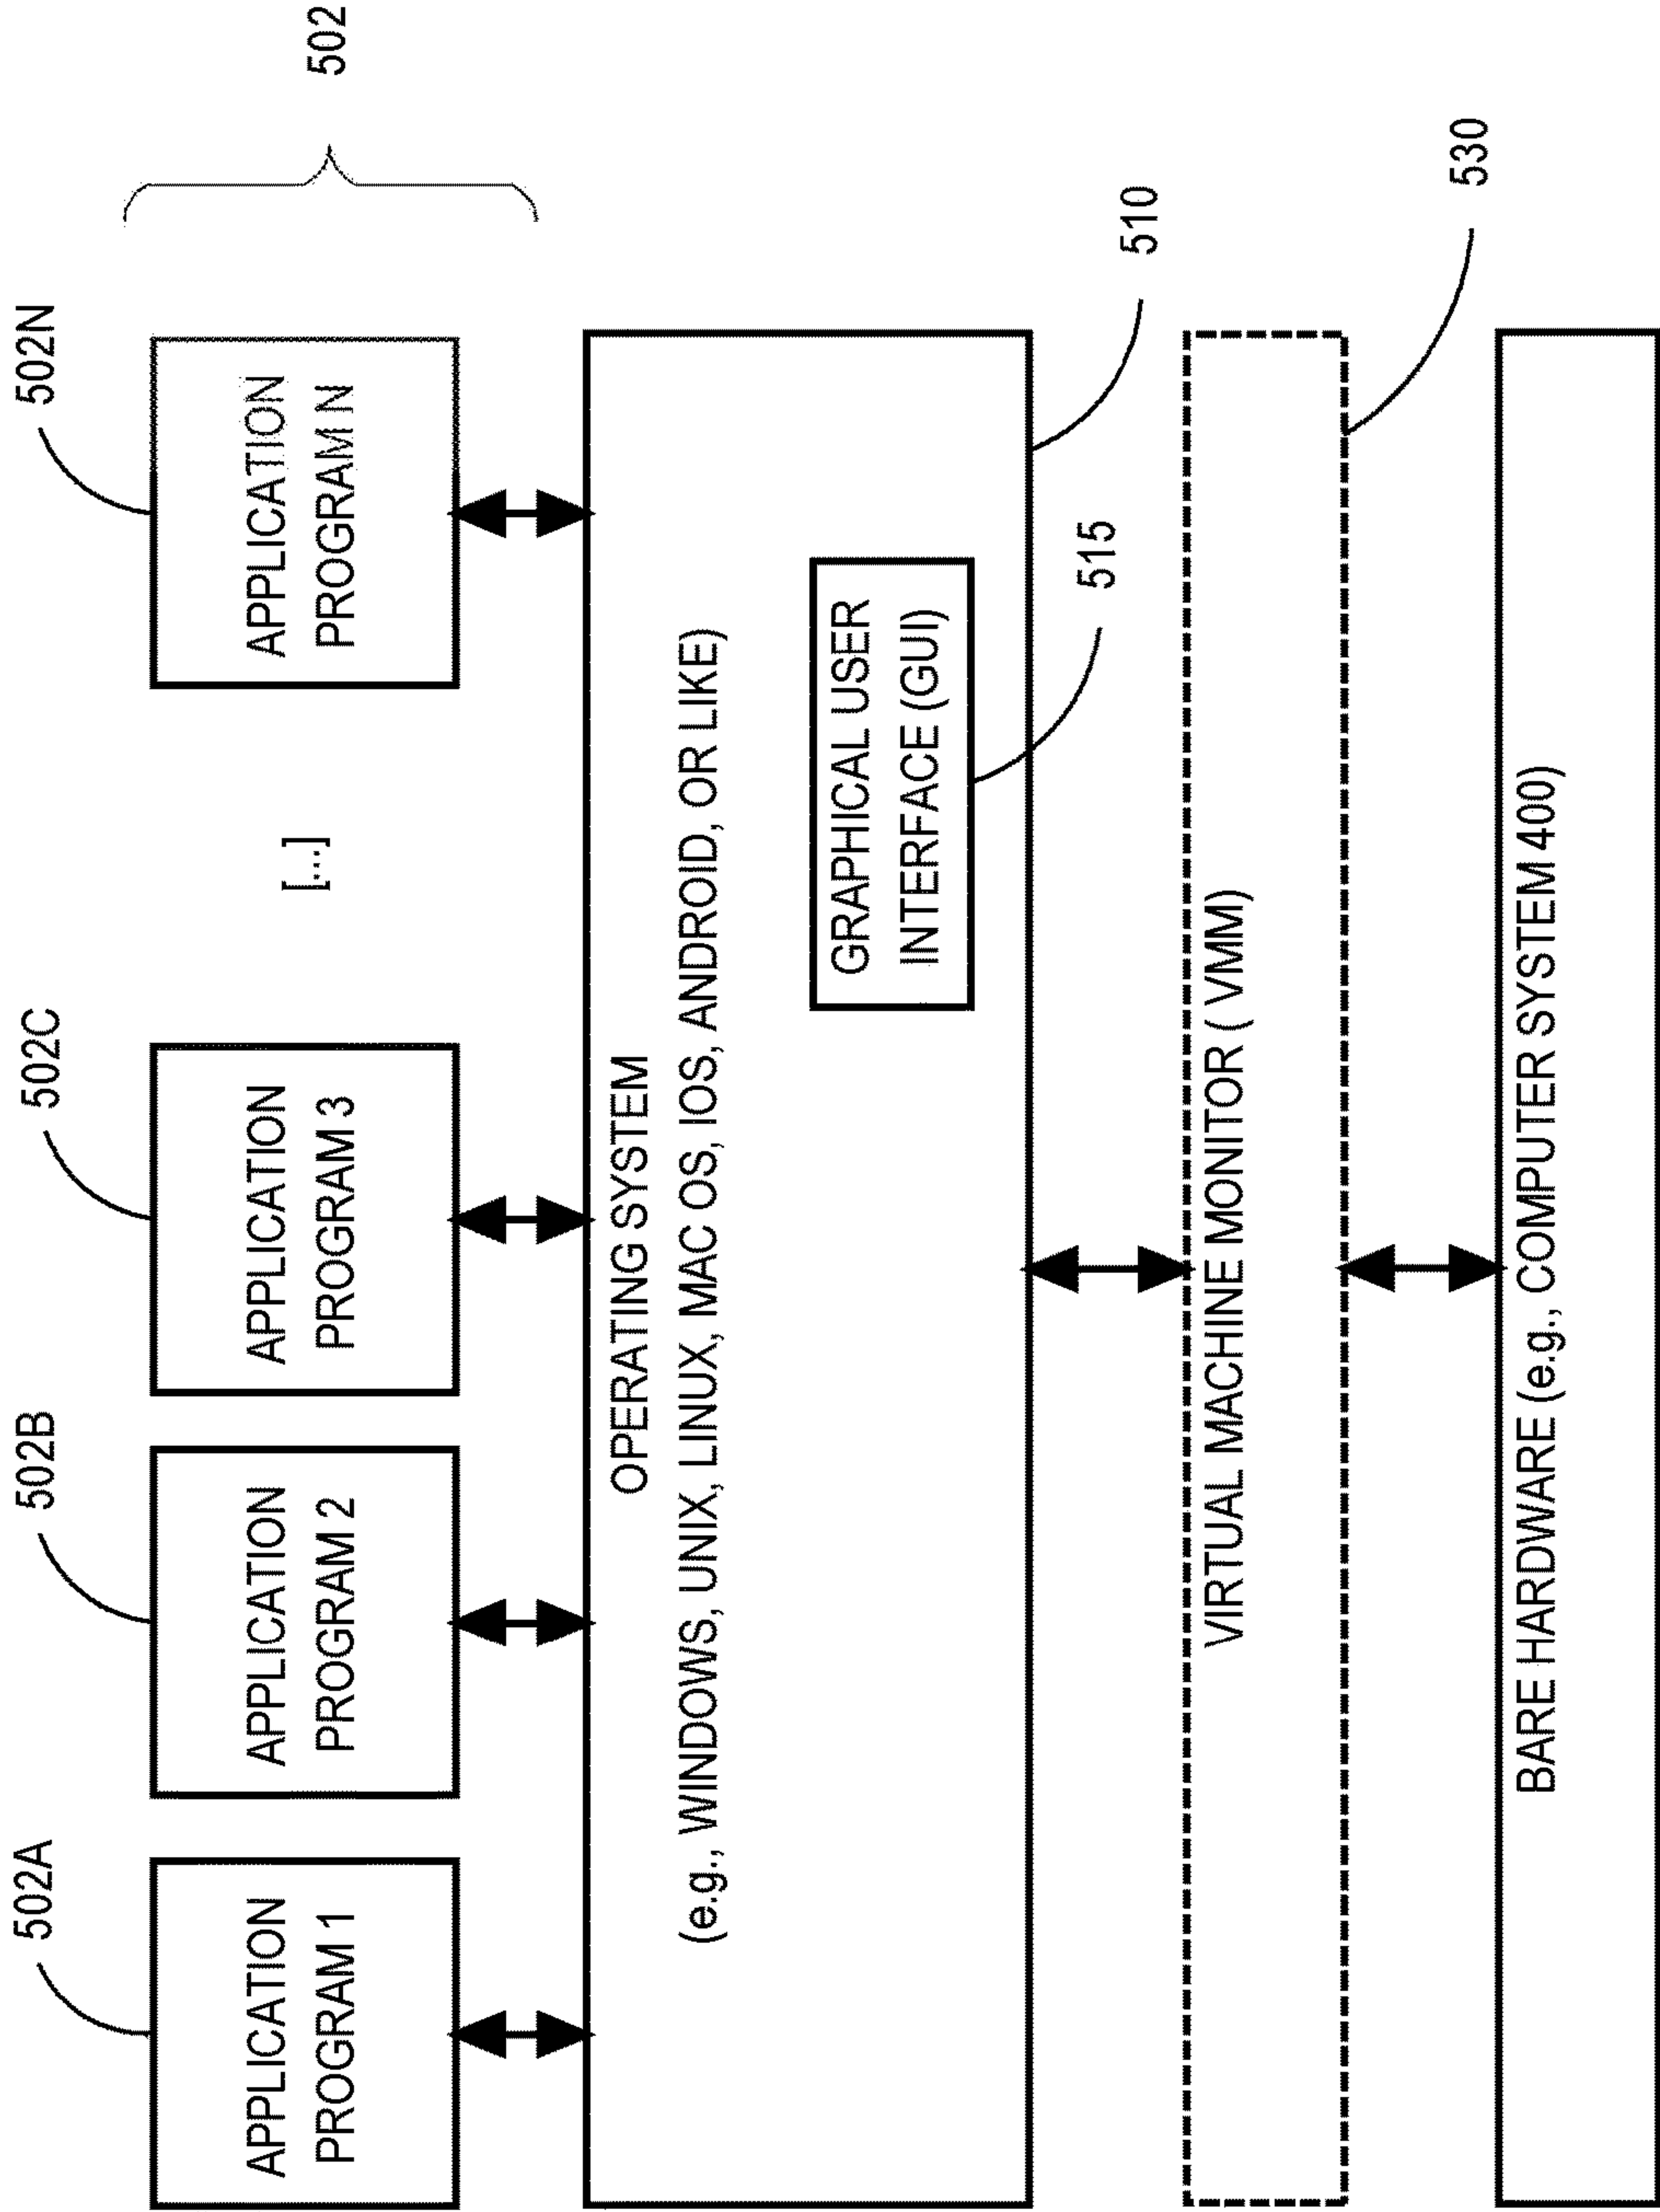 502A
502B
502C
502N
502
APPLICATION
PROGRAM 1
APPLICATION
PROGRAM 2
APPLICATION
PROGRAM 3
[...]
APPLICATION
PROGRAM N
OPERATING SYSTEM
(e.g., WINDOWS, UNIX, LINUX, MAC OS, IOS, ANDROID, OR LIKE)
GRAPHICAL USER
INTERFACE (GUI)
515
510
VIRTUAL MACHINE MONITOR ( VMM)
530
BARE HARDWARE (e.g., COMPUTER SYSTEM 400)